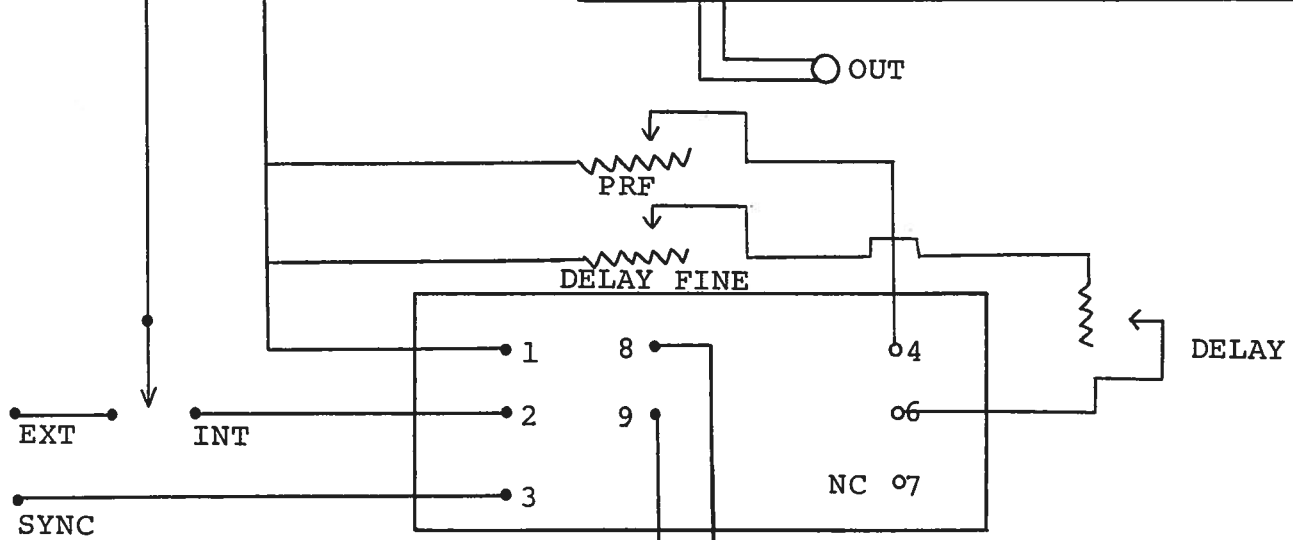 OUT
PRF
DELAY FINE
DELAY
1 8 4
EXT INT 2 9 6
3 NC 7
SYNC